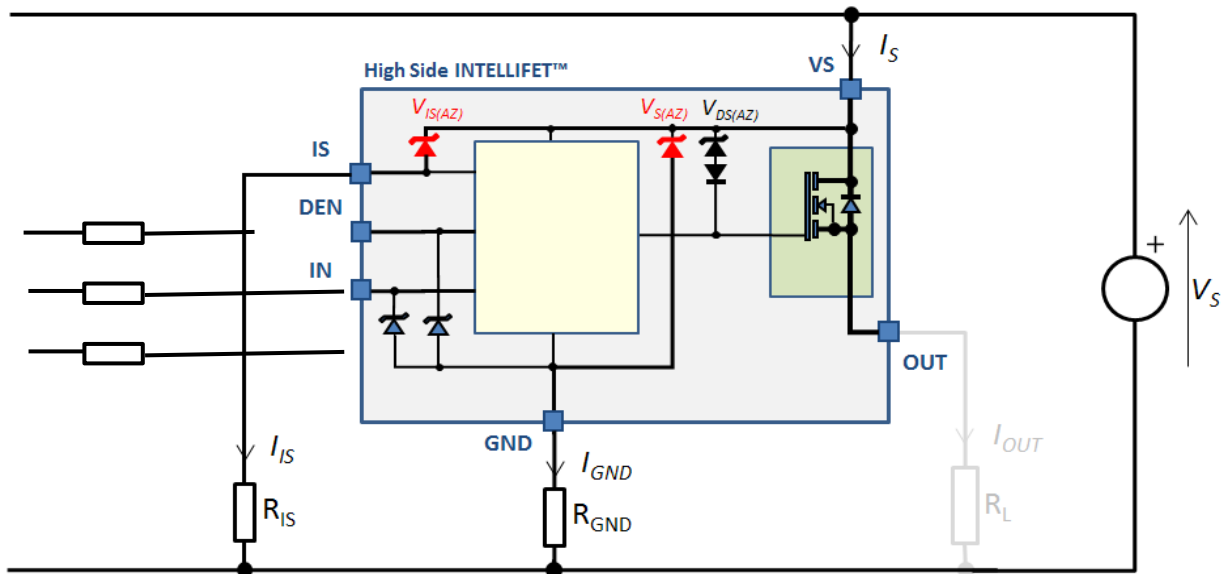 I_S
VS
High Side INTELLIFET™
V_IS(AZ)
V_S(AZ)
V_DS(AZ)
IS
DEN
IN
+
V_S
OUT
GND
I_IS
I_GND
I_OUT
R_IS
R_GND
R_L